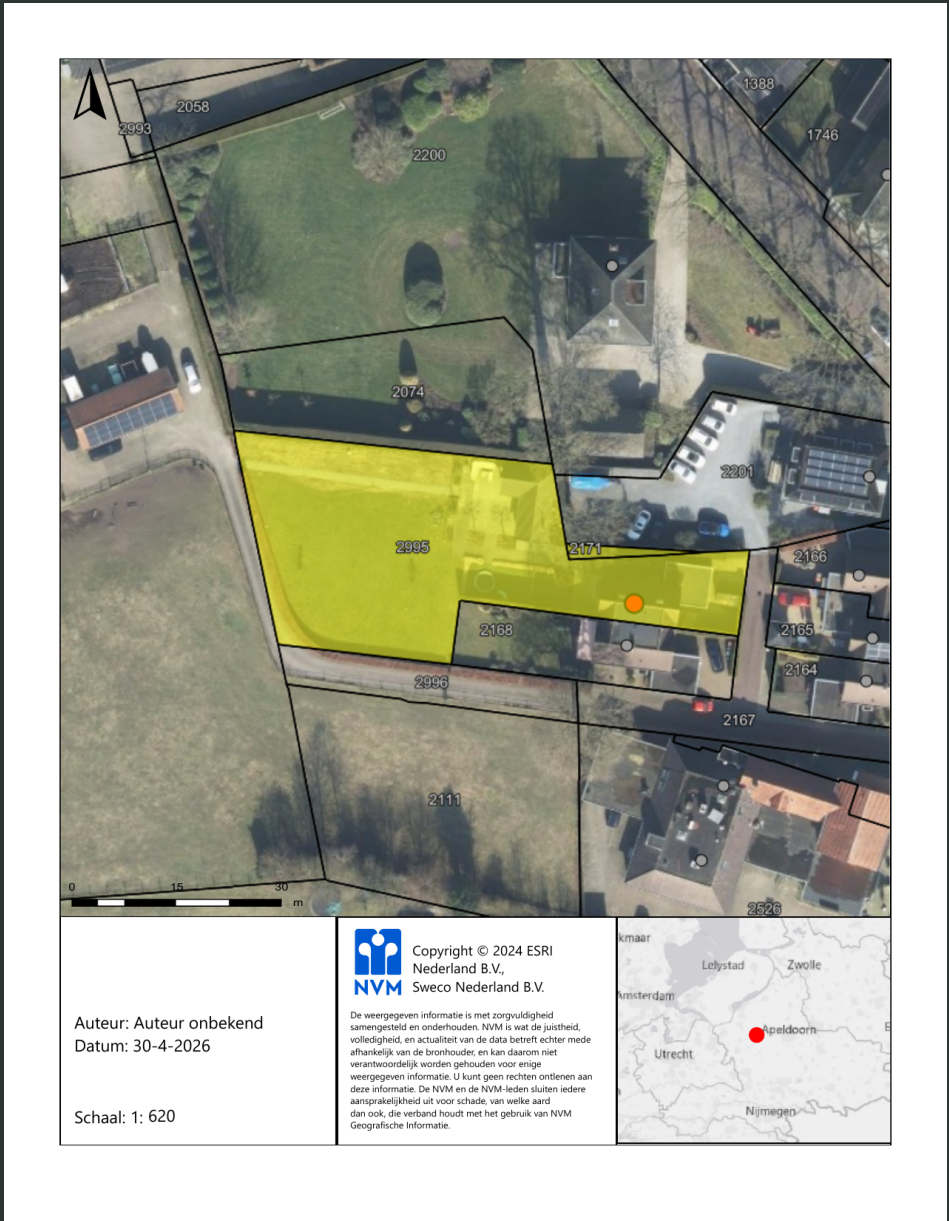 1388
2058
2993
1746
2200
2074
2201
2995
2171
2166
2168
2165
2164
2996
2167
2111
0 15 30 m
2526
NVM
Copyright © 2024 ESRI
Nederland B.V.,
Sweco Nederland B.V.
De weergegeven informatie is met zorgvuldigheid
samengesteld en onderhouden. NVM is wat de juistheid,
volledigheid, en actualiteit van de data betreft echter mede
afhankelijk van de bronhouder, en kan daarom niet
verantwoordelijk worden gehouden voor enige
weergegeven informatie. U kunt geen rechten ontlenen aan
deze informatie. De NVM en de NVM-leden sluiten iedere
aansprakelijkheid uit voor schade, van welke aard
dan ook, die verband houdt met het gebruik van NVM
Geografische Informatie.
Auteur: Auteur onbekend
Datum: 30-4-2026
Schaal: 1: 620
kmaar
Lelystad
Zwolle
Amsterdam
Apeldoorn
E
Utrecht
Nijmegen